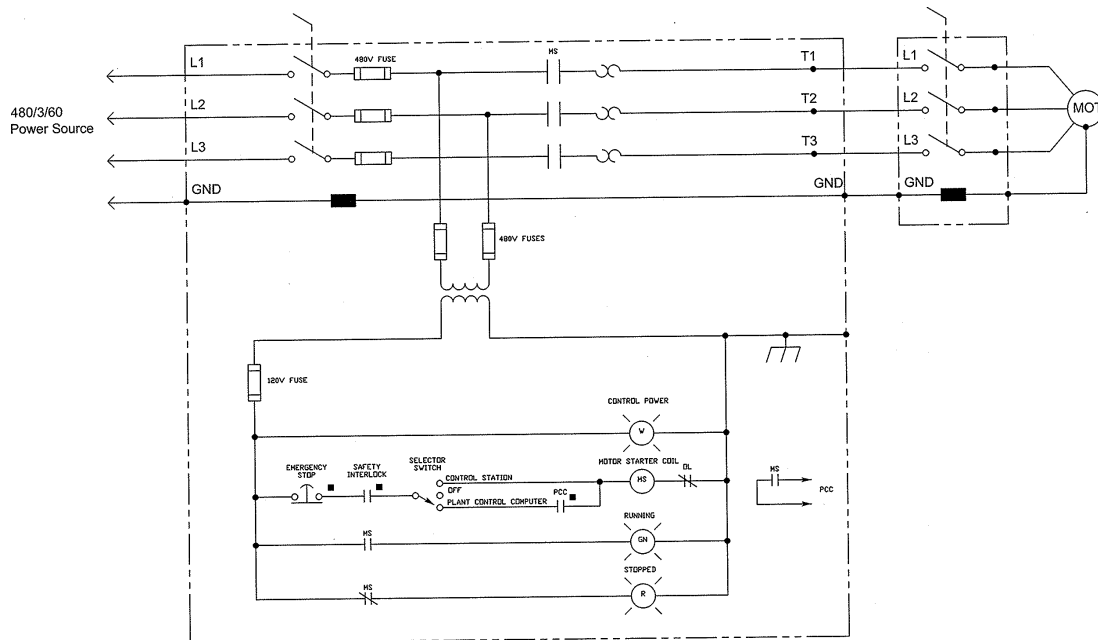 L1
480V FUSE
MS
T1
L1
480/3/60
Power Source
L2
T2
L2
MOT
L3
T3
L3
GND
GND
GND
480V FUSES
120V FUSE
CONTROL POWER
W
EMERGENCY
STOP
SAFETY
INTERLOCK
SELECTOR
SWITCH
CONTROL STATION
OFF
PLANT CONTROL COMPUTER
PCC
MOTOR STARTER COIL
MS
OL
MS
PCC
MS
RUNNING
GN
MS
STOPPED
R